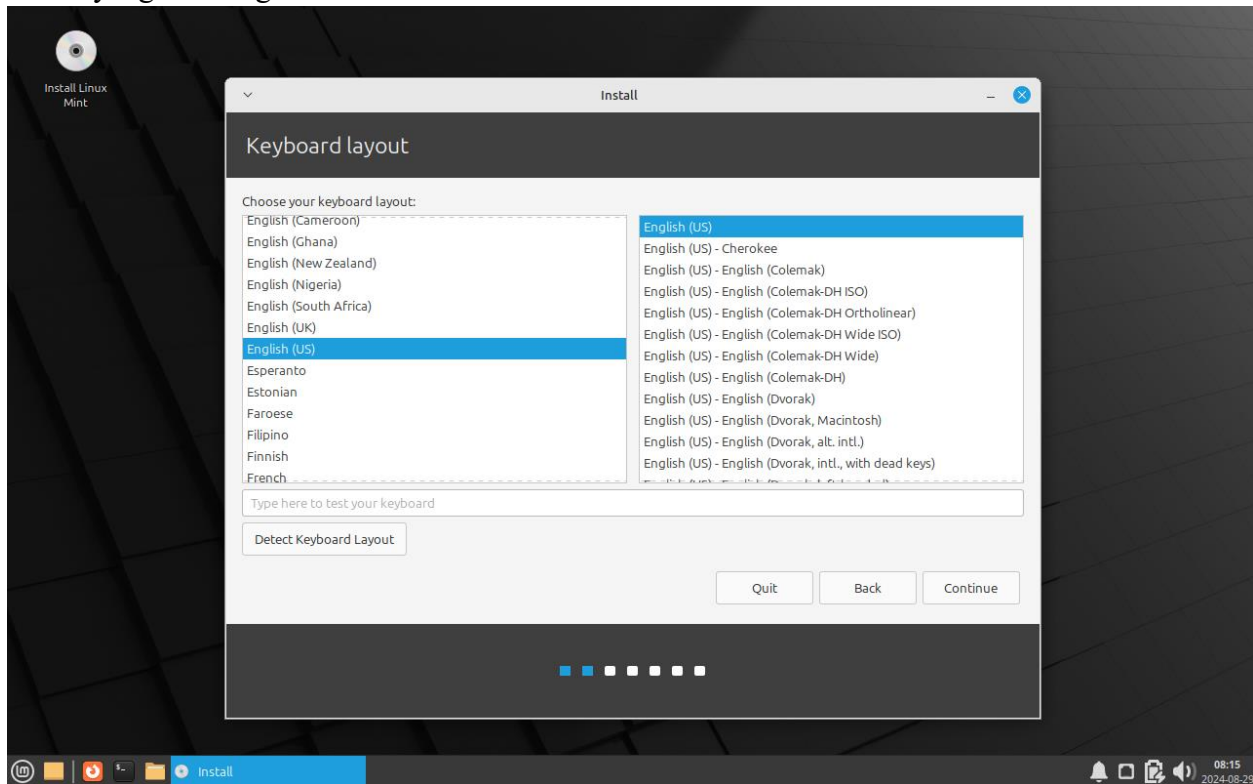 Install Linux
Mint
Install
Keyboard layout
Choose your keyboard layout:
English (Cameroon)
English (Ghana)
English (New Zealand)
English (Nigeria)
English (South Africa)
English (UK)
English (US)
Esperanto
Estonian
Faroese
Filipino
Finnish
French
English (US)
English (US) - Cherokee
English (US) - English (Colemak)
English (US) - English (Colemak-DH ISO)
English (US) - English (Colemak-DH Ortholinear)
English (US) - English (Colemak-DH Wide ISO)
English (US) - English (Colemak-DH Wide)
English (US) - English (Colemak-DH)
English (US) - English (Dvorak)
English (US) - English (Dvorak, Macintosh)
English (US) - English (Dvorak, alt. intl.)
English (US) - English (Dvorak, intl., with dead keys)
Type here to test your keyboard
Detect Keyboard Layout
Quit
Back
Continue
Install
08:15
2024-08-29